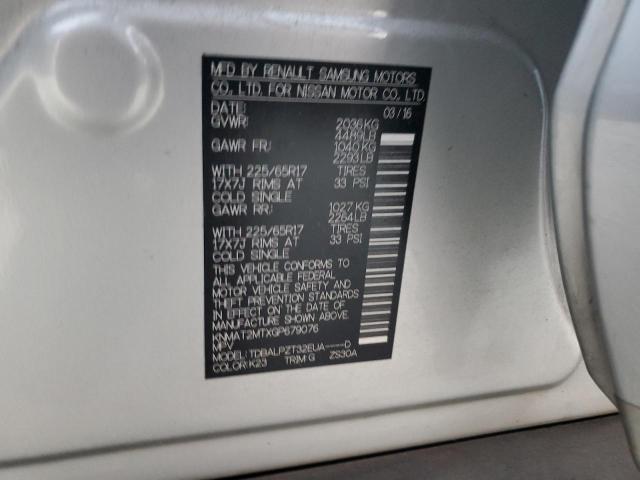 MFD BY RENAULT SAMSUNG MOTORS
CO, LTD. FOR NISSAN MOTOR CO, LTD.
DATE: 03/16
GVWR: 2036KG
4489LB
GAWR FR: 1040KG
2293LB
WITH 225/65R17 TIRES
17X7J RIMS AT 33 PSI
COLD SINGLE
GAWR RR: 1027KG
2264LB
WITH 225/65R17 TIRES
17X7J RIMS AT 33 PSI
COLD SINGLE
THIS VEHICLE CONFORMS TO
ALL APPLICABLE FEDERAL
MOTOR VEHICLE SAFETY AND
THEFT PREVENTION STANDARDS
IN EFFECT ON THE DATE OF
MANUFACTURE SHOWN ABOVE.
KNMAT2MTXGP679076
MPV
MODEL: TDBALPZT32EUA----D
COLOR: K23 TRIM: G ZS30A